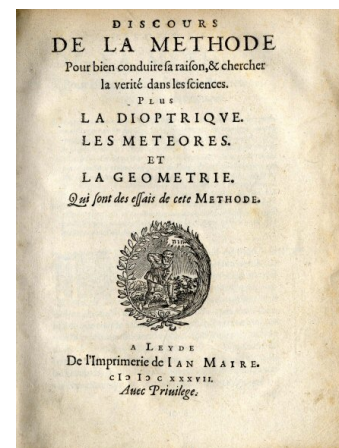 DISCOURS
DE LA METHODE
Pour bien conduire sa raison, & chercher
la verité dans les sciences.
PLUS
LA DIOPTRIQVE.
LES METEORES.
ET
LA GEOMETRIE.
Qui sont des essais de cete METHODE.
A LEYDE
De l'Imprimerie de IAN MAIRE.
cIↃ IↃ c XXXVII.
Auec Priuilege.